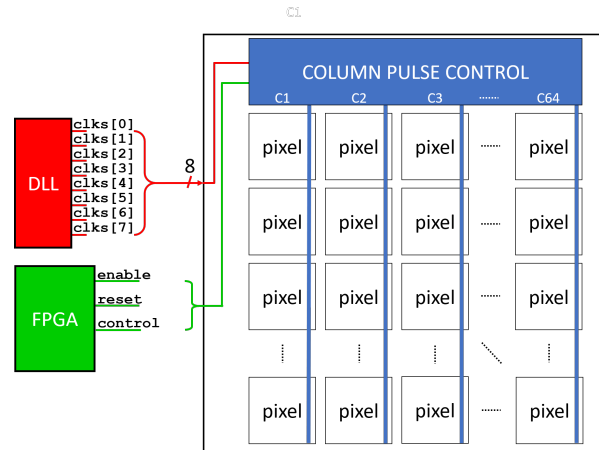 C1
COLUMN PULSE CONTROL
C1 C2 C3 C64
clks[0]
clks[1]
clks[2]
clks[3]
clks[4]
clks[5]
clks[6]
clks[7]
DLL
8
pixel pixel pixel pixel
pixel pixel pixel pixel
enable
reset
control
FPGA
pixel pixel pixel pixel
pixel pixel pixel pixel